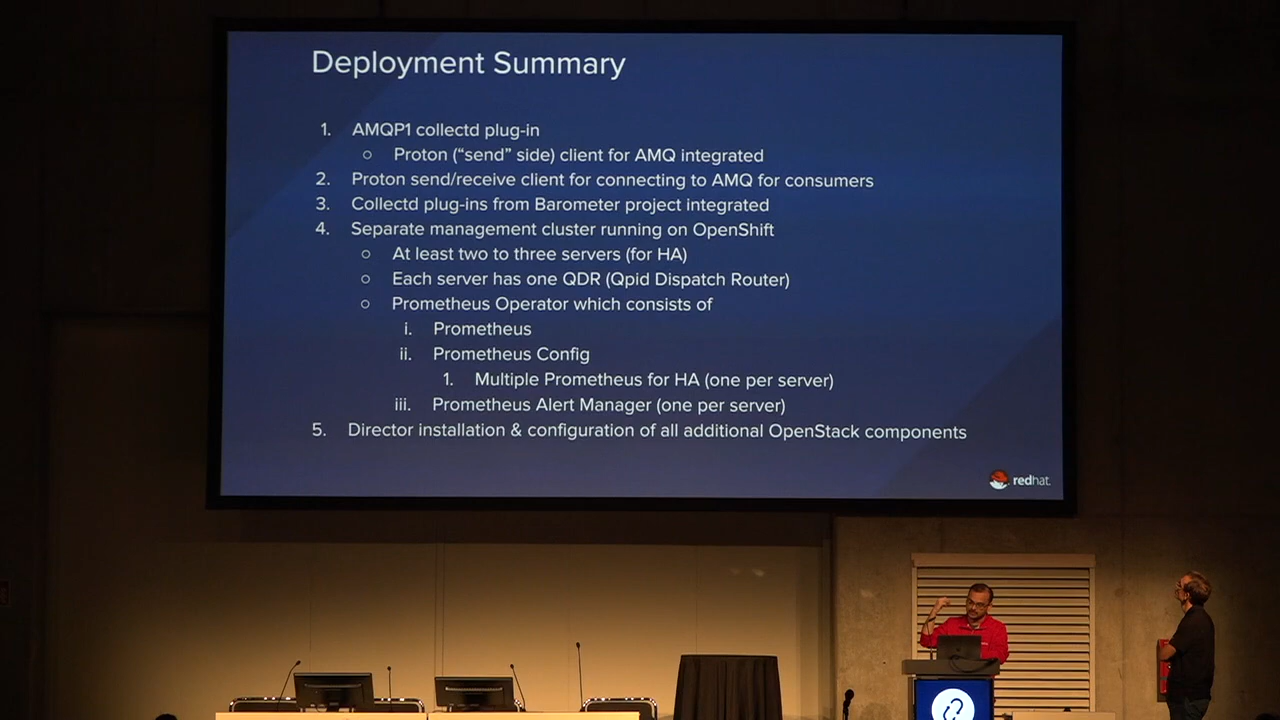 Deployment Summary
1. AMQP1 collectd plug-in
○ Proton (“send” side) client for AMQ integrated
2. Proton send/receive client for connecting to AMQ for consumers
3. Collectd plug-ins from Barometer project integrated
4. Separate management cluster running on OpenShift
○ At least two to three servers (for HA)
○ Each server has one QDR (Qpid Dispatch Router)
○ Prometheus Operator which consists of
i. Prometheus
ii. Prometheus Config
1. Multiple Prometheus for HA (one per server)
iii. Prometheus Alert Manager (one per server)
5. Director installation & configuration of all additional OpenStack components
redhat.